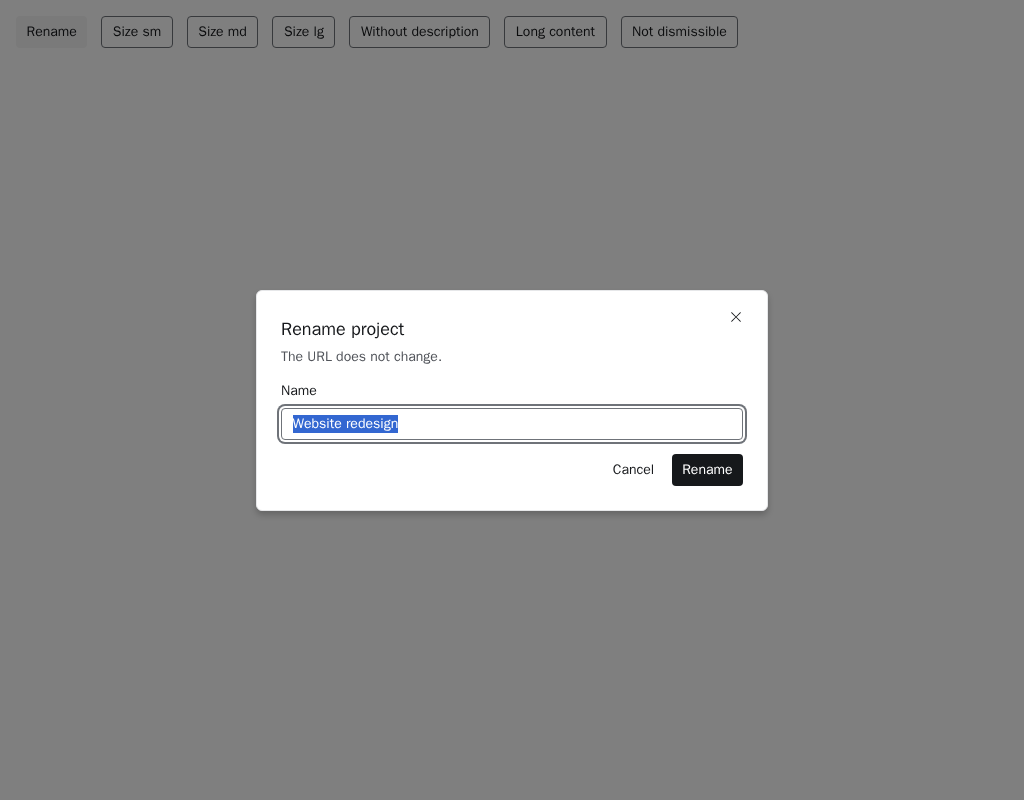 Rename Size sm Size md Size lg Without description Long content Not dismissible
Rename project
The URL does not change.
Name
Website redesign
Cancel Rename